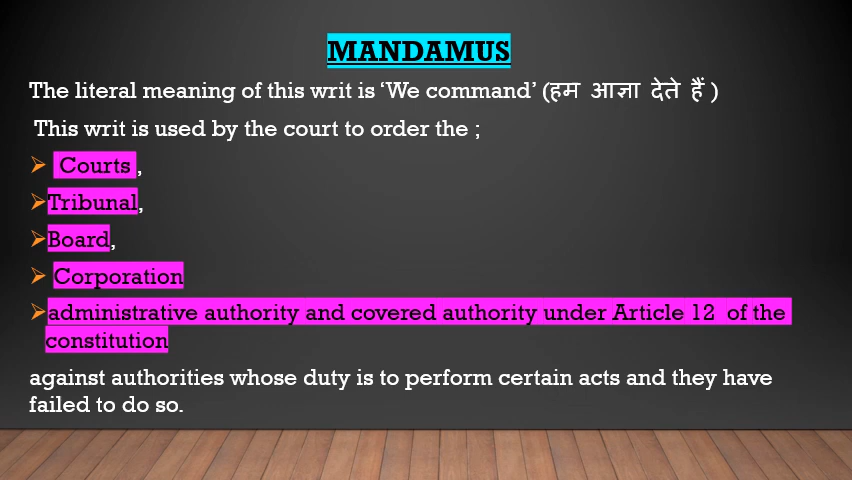 MANDAMUS
The literal meaning of this writ is ‘We command’ (हम आज्ञा देते हैं )
This writ is used by the court to order the ;
➢ Courts ,
➢Tribunal,
➢Board,
➢ Corporation
➢administrative authority and covered authority under Article 12 of the
constitution
against authorities whose duty is to perform certain acts and they have
failed to do so.